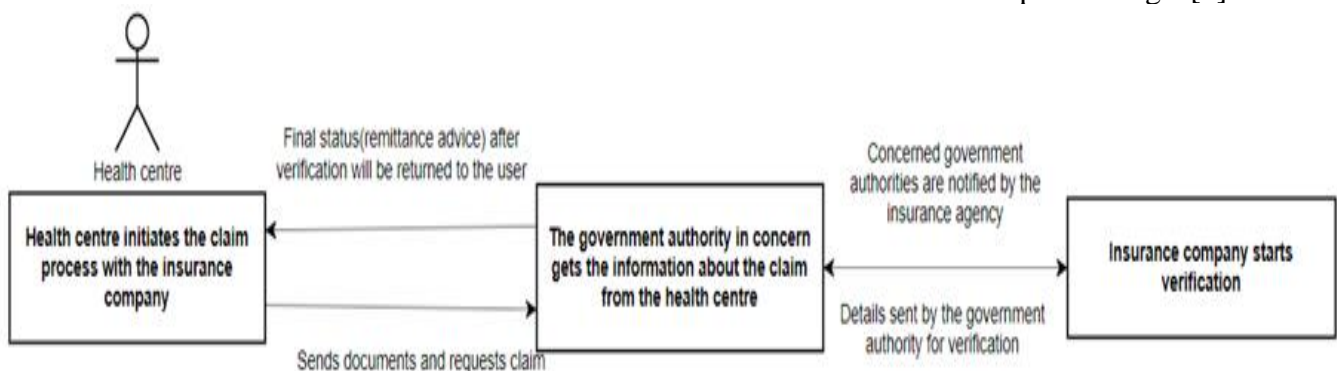 Health centre
Final status(remittance advice) after
verification will be returned to the user
Health centre initiates the claim
process with the insurance
company
Sends documents and requests claim
The government authority in concern
gets the information about the claim
from the health centre
Concerned government
authorities are notified by the
insurance agency
Details sent by the government
authority for verification
Insurance company starts
verification